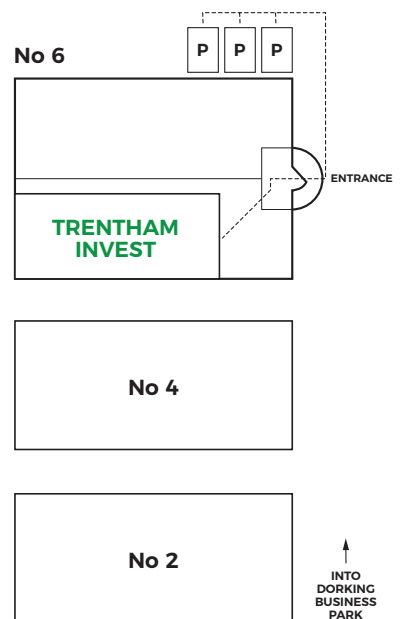 No 6
P P P
ENTRANCE
TRENTHAM
INVEST
No 4
No 2
INTO
DORKING
BUSINESS
PARK